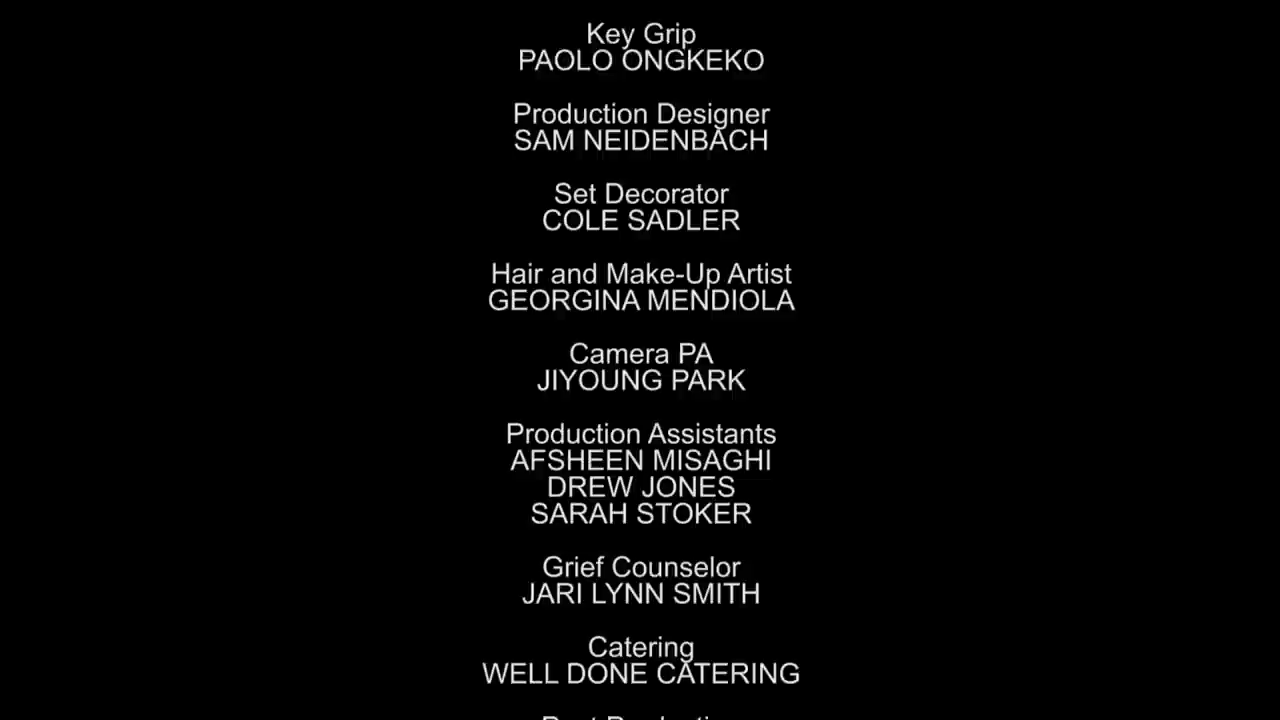 Key Grip
PAOLO ONGKEKO
Production Designer
SAM NEIDENBACH
Set Decorator
COLE SADLER
Hair and Make-Up Artist
GEORGINA MENDIOLA
Camera PA
JIYOUNG PARK
Production Assistants
AFSHEEN MISAGHI
DREW JONES
SARAH STOKER
Grief Counselor
JARI LYNN SMITH
Catering
WELL DONE CATERING